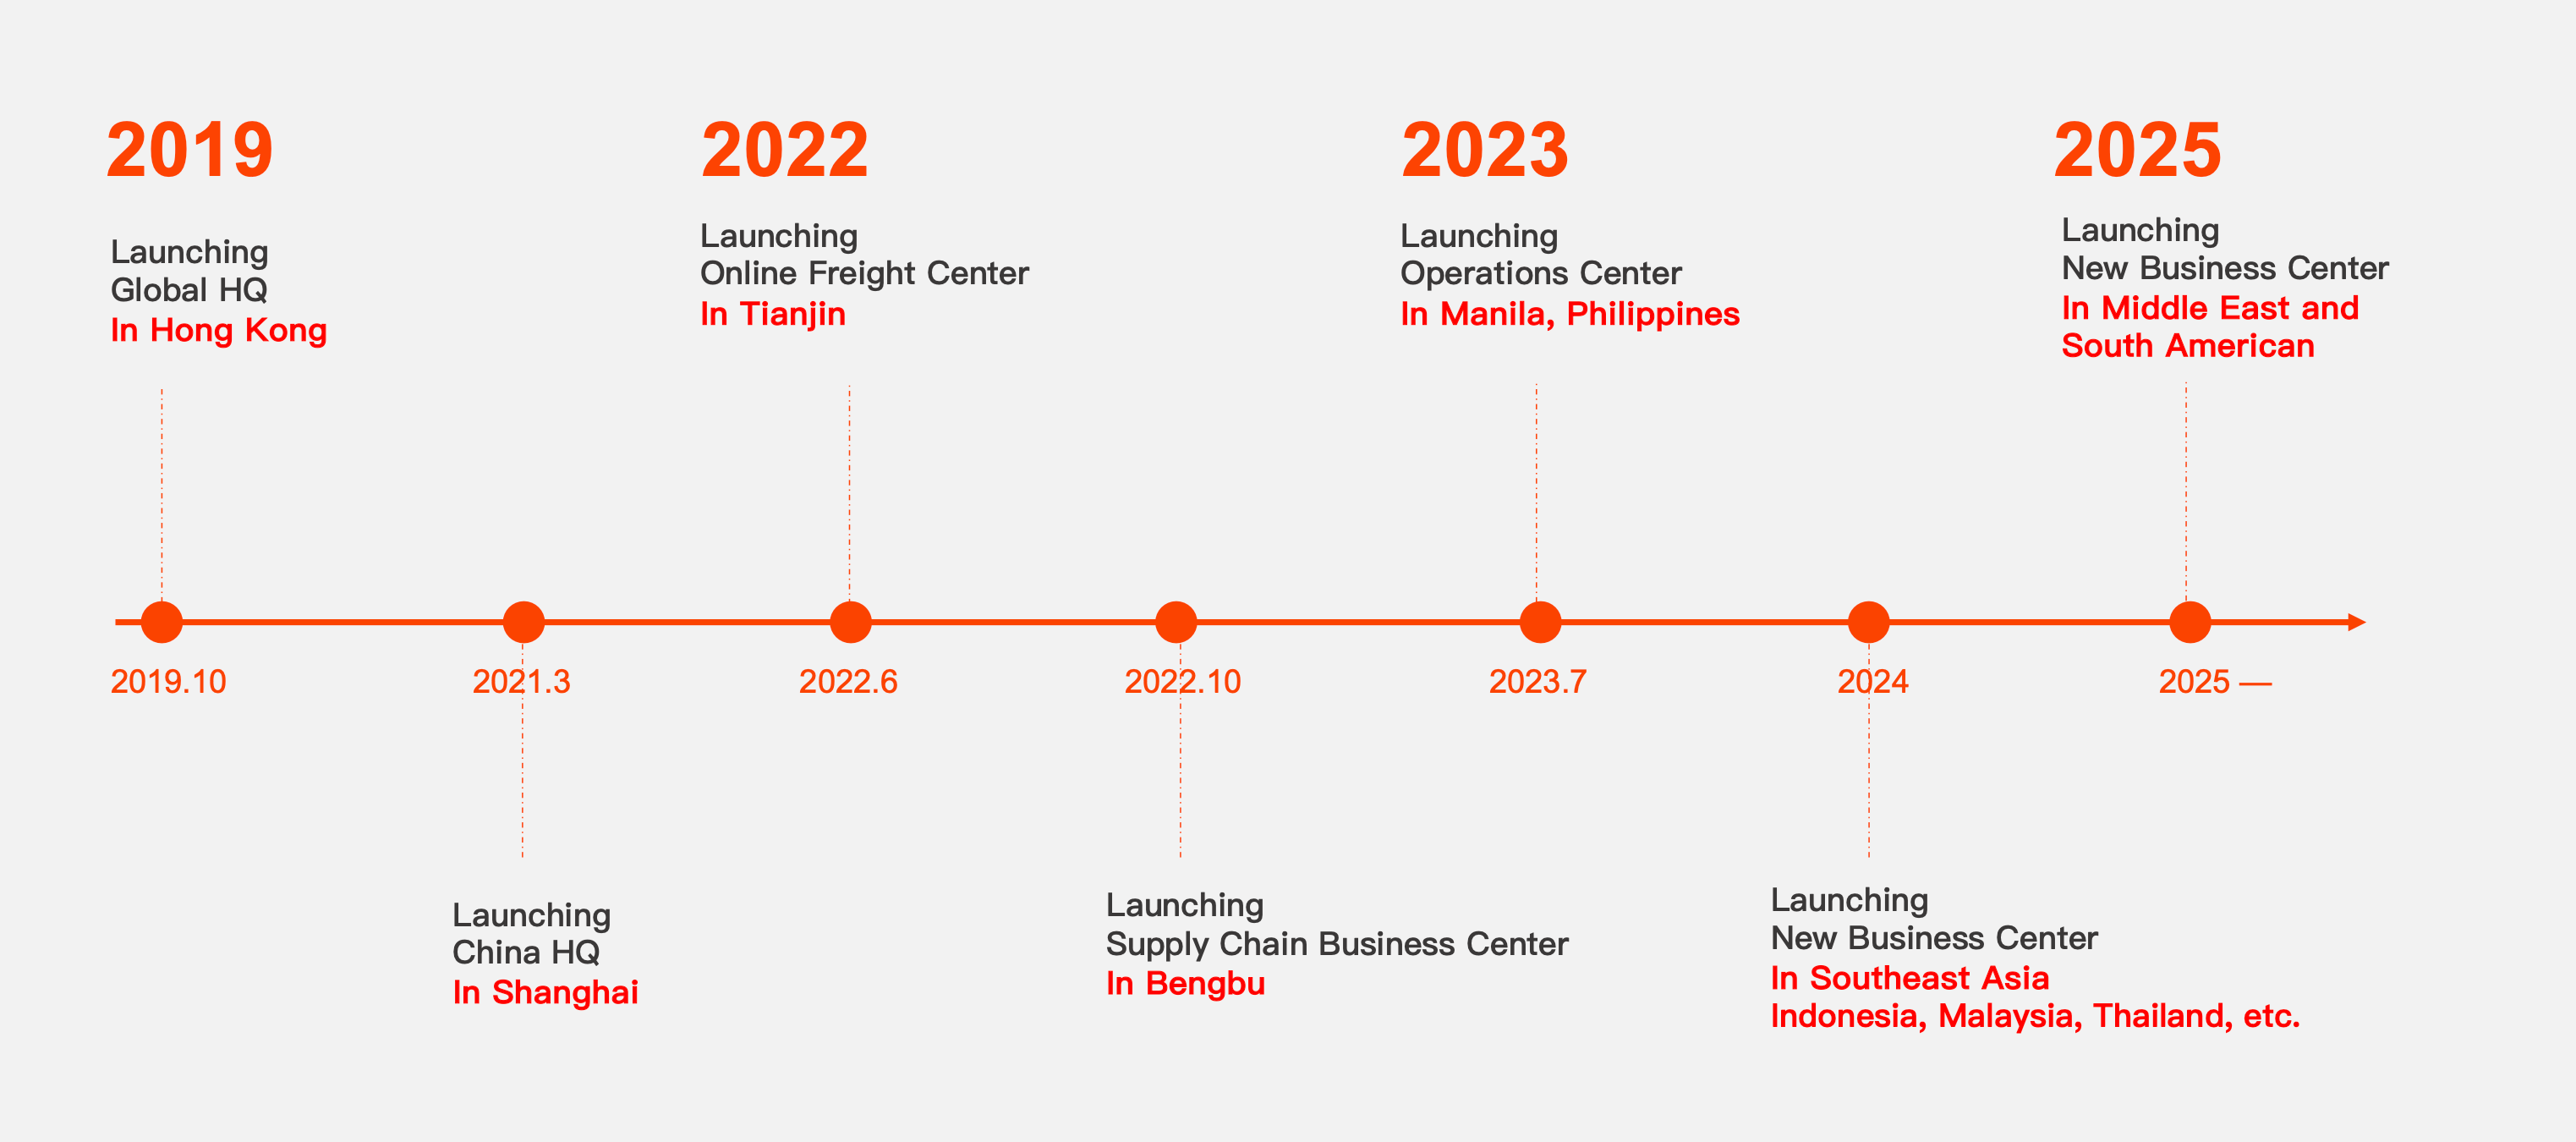 2019
Launching
Global HQ
In Hong Kong
2022
Launching
Online Freight Center
In Tianjin
2023
Launching
Operations Center
In Manila, Philippines
2025
Launching
New Business Center
In Middle East and
South American
2019.10
2021.3
2022.6
2022.10
2023.7
2024
2025 —
Launching
China HQ
In Shanghai
Launching
Supply Chain Business Center
In Bengbu
Launching
New Business Center
In Southeast Asia
Indonesia, Malaysia, Thailand, etc.